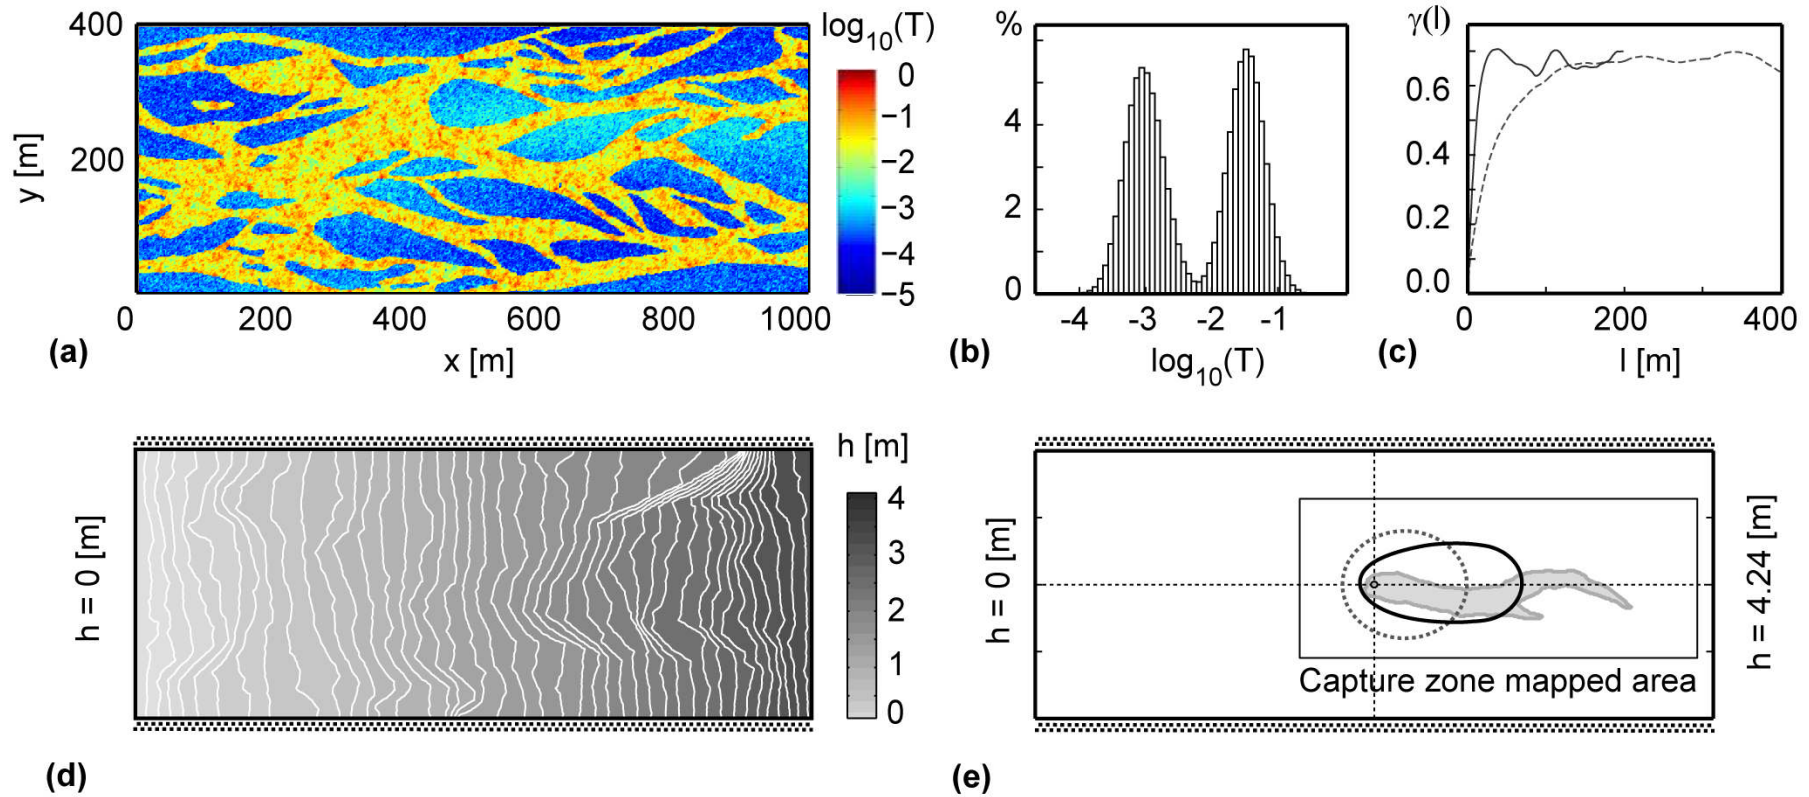 400
200
y [m]
0
200
400
600
800
1000
x [m]
(a)
log10(T)
0
−1
−2
−3
−4
−5
%
4
2
0
-4
-3
-2
-1
log10(T)
(b)
γ(l)
0.6
0.4
0.2
0.0
0
200
400
l [m]
(c)
h = 0 [m]
h [m]
4
3
2
1
0
(d)
h = 0 [m]
Capture zone mapped area
h = 4.24 [m]
(e)